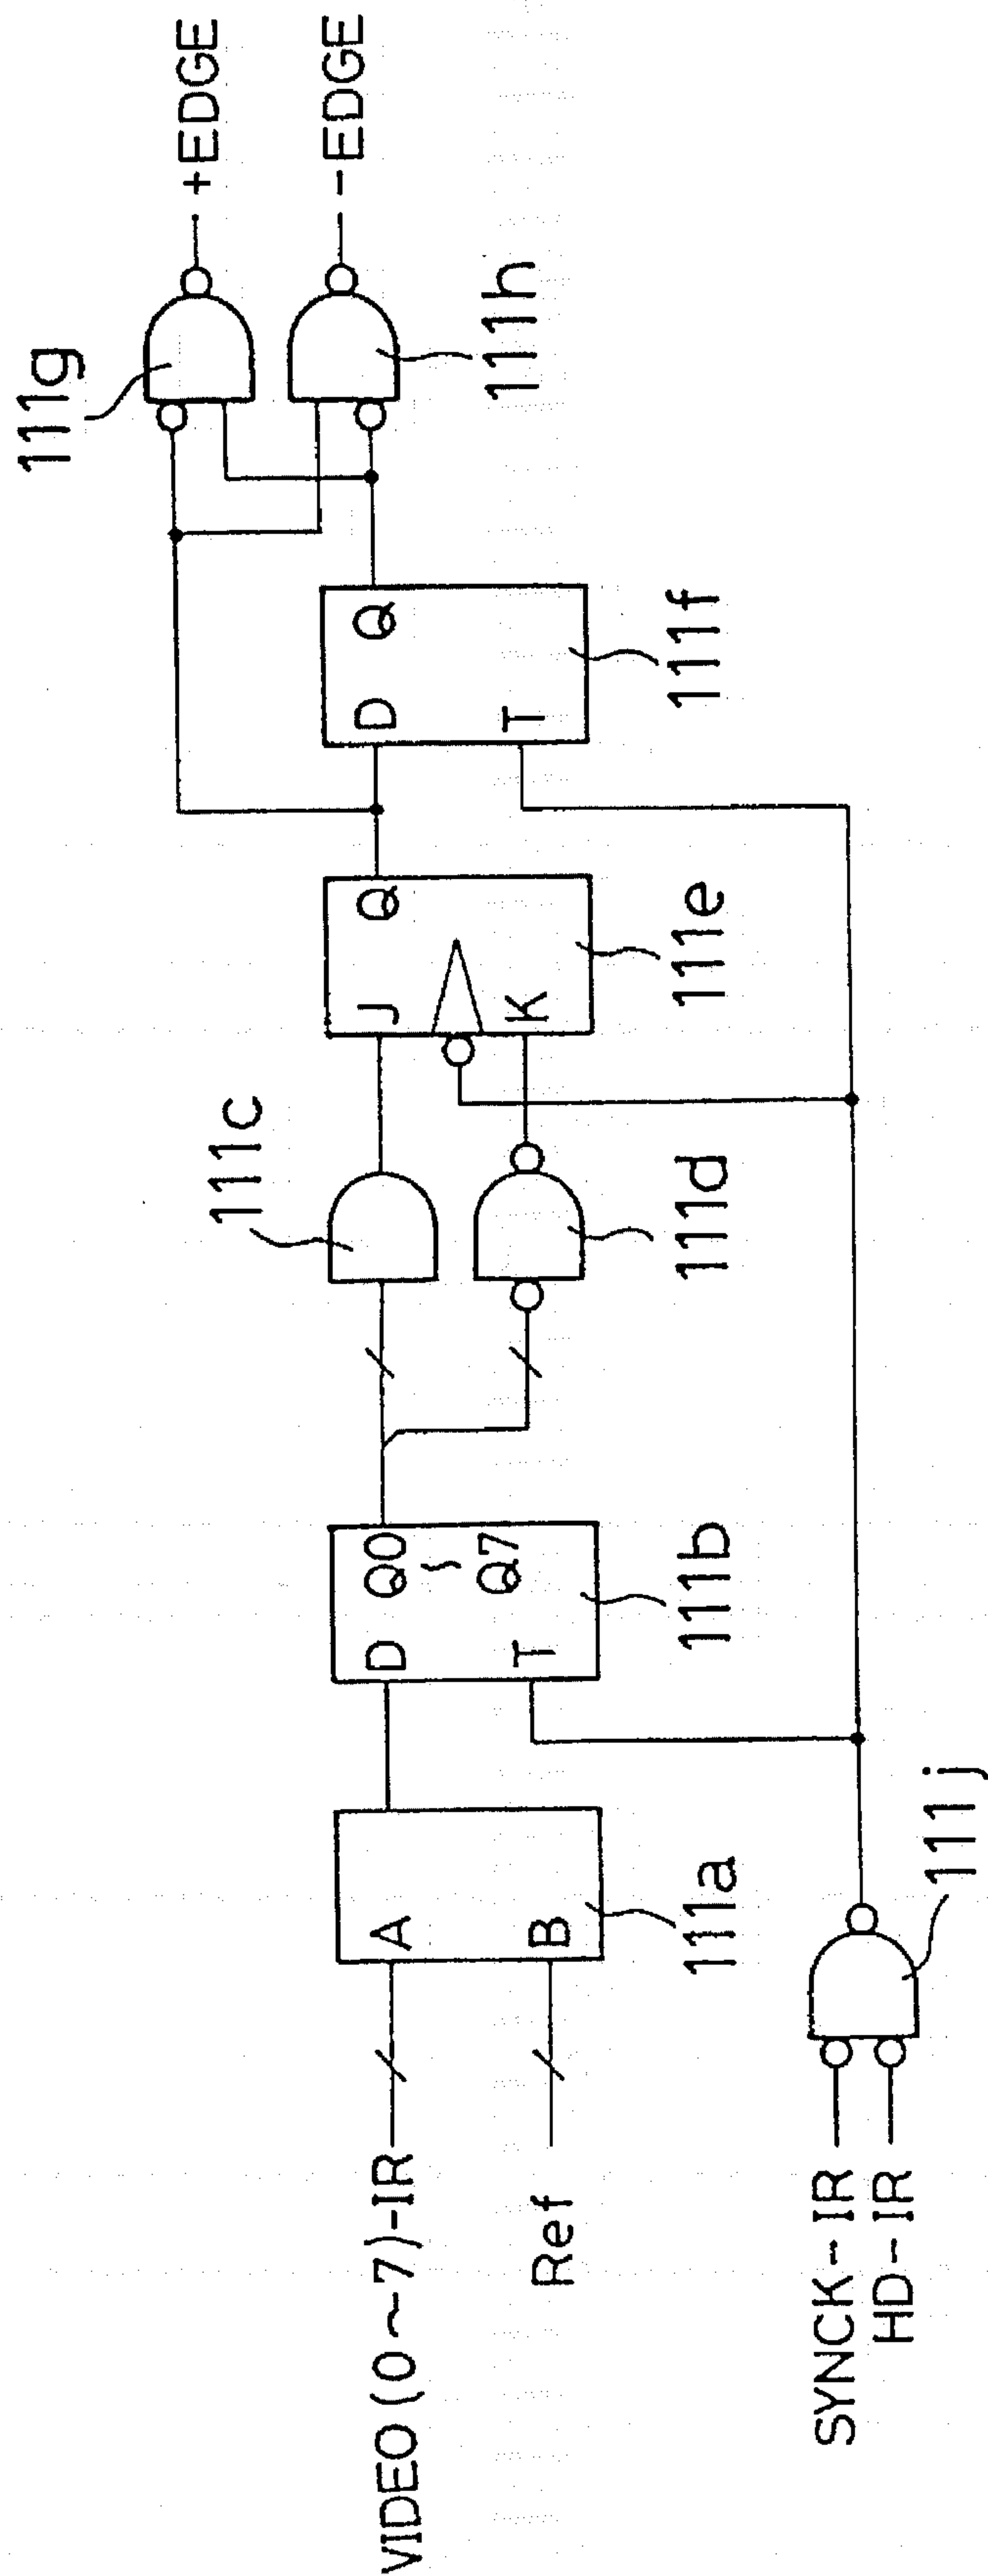 VIDEO (0~7)-IR
Ref
SYNCK-IR
HD-IR
A
B
111a
111j
D
Q0
~
Q7
T
111b
111c
111d
J
Q
K
111e
D
Q
T
111f
111g
111h
+EDGE
-EDGE